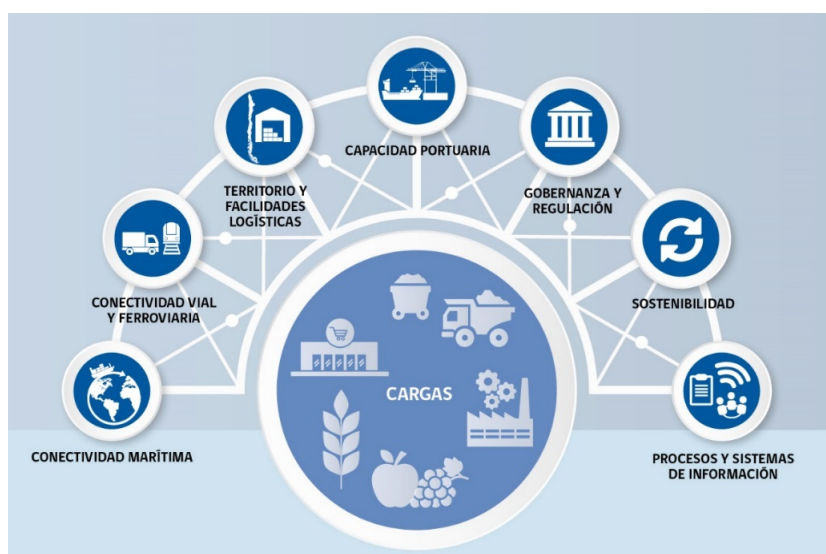 CAPACIDAD PORTUARIA
TERRITORIO Y
FACILIDADES
LOGÍSTICAS
GOBERNANZA Y
REGULACIÓN
CONECTIVIDAD VIAL
Y FERROVIARIA
SOSTENIBILIDAD
CARGAS
CONECTIVIDAD MARÍTIMA
PROCESOS Y SISTEMAS
DE INFORMACIÓN